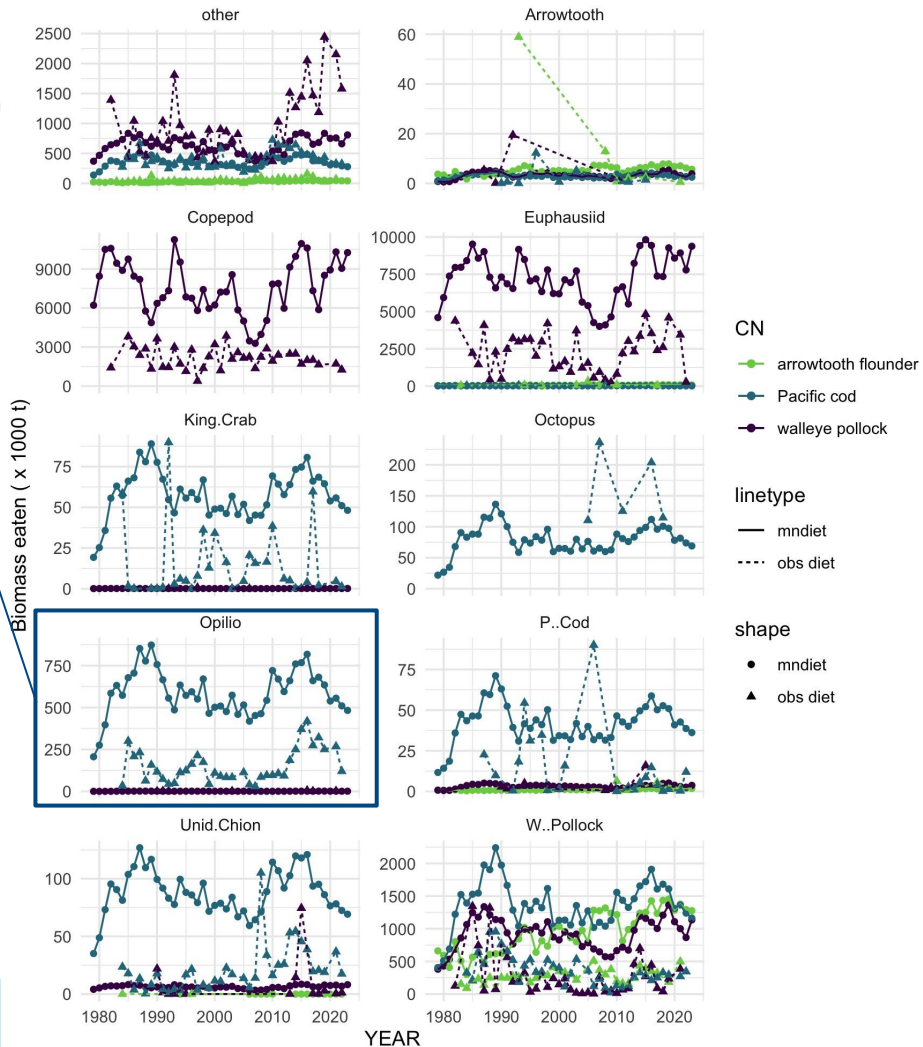 other
Arrowtooth
2500
2000
1500
1000
500
0
60
40
20
0
Copepod
Euphausiid
9000
6000
3000
0
10000
7500
5000
2500
0
King.Crab
Octopus
75
50
25
0
200
150
100
50
0
Opilio
P..Cod
750
500
250
0
75
50
25
0
Unid.Chion
W..Pollock
100
50
0
2000
1500
1000
500
0
1980 1990 2000 2010 2020
1980 1990 2000 2010 2020
YEAR
Biomass eaten ( x 1000 t)
CN
arrowtooth flounder
Pacific cod
walleye pollock
linetype
mndiet
obs diet
shape
mndiet
obs diet